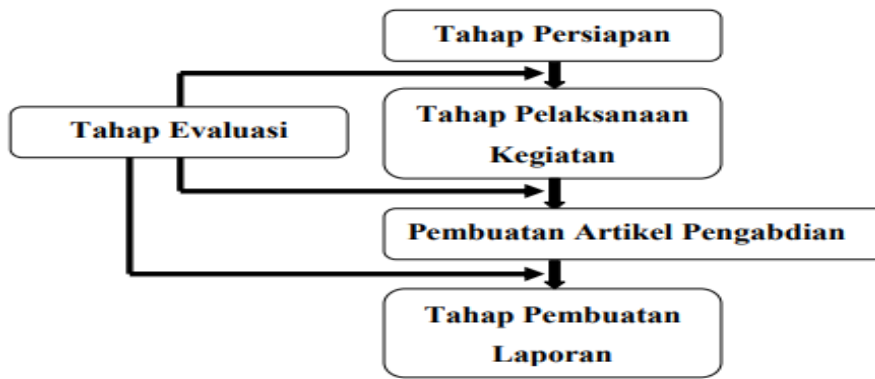 Tahap Persiapan
Tahap Evaluasi
Tahap Pelaksanaan
Kegiatan
Pembuatan Artikel Pengabdian
Tahap Pembuatan
Laporan